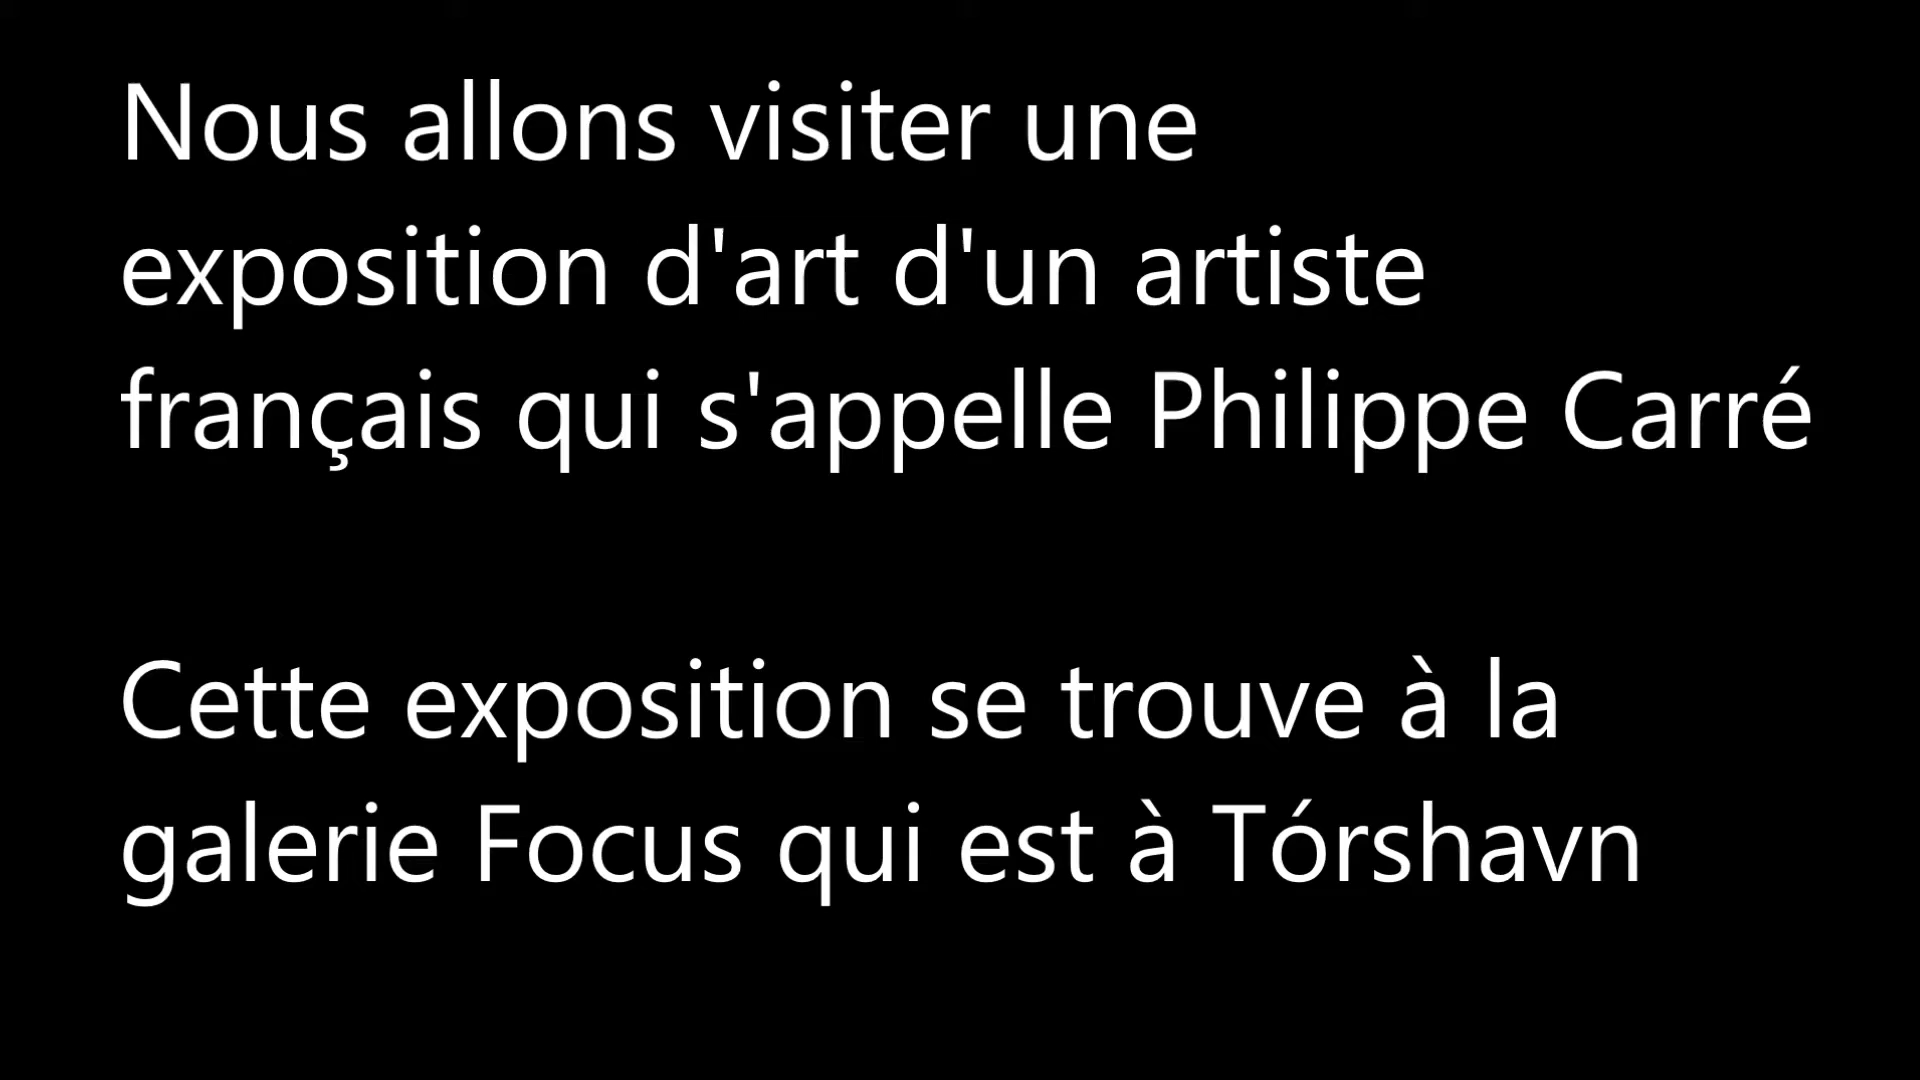 Nous allons visiter une
exposition d'art d'un artiste
français qui s'appelle Philippe Carré
Cette exposition se trouve à la
galerie Focus qui est à Tórshavn